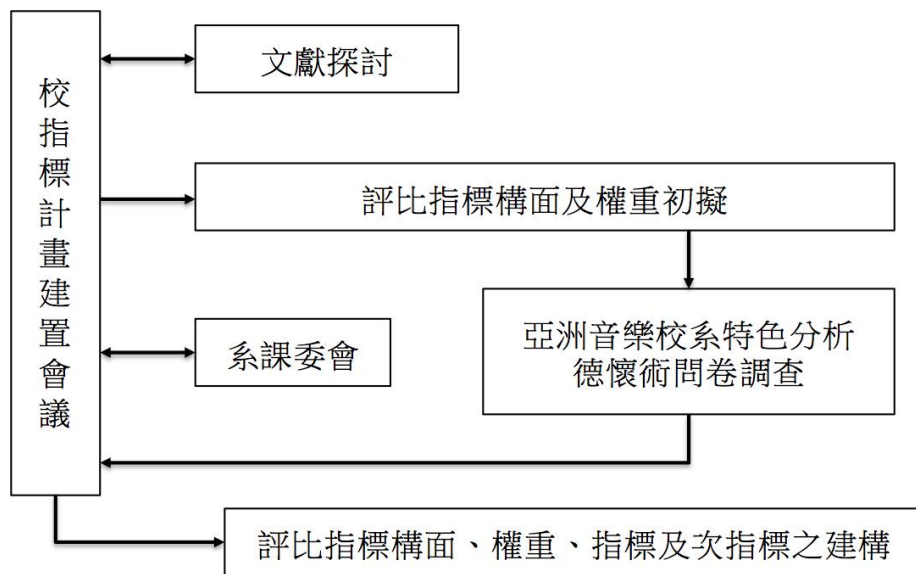 校指標計畫建置會議
文獻探討
評比指標構面及權重初擬
亞洲音樂校系特色分析
德懷術問卷調查
系課委會
評比指標構面、權重、指標及次指標之建構